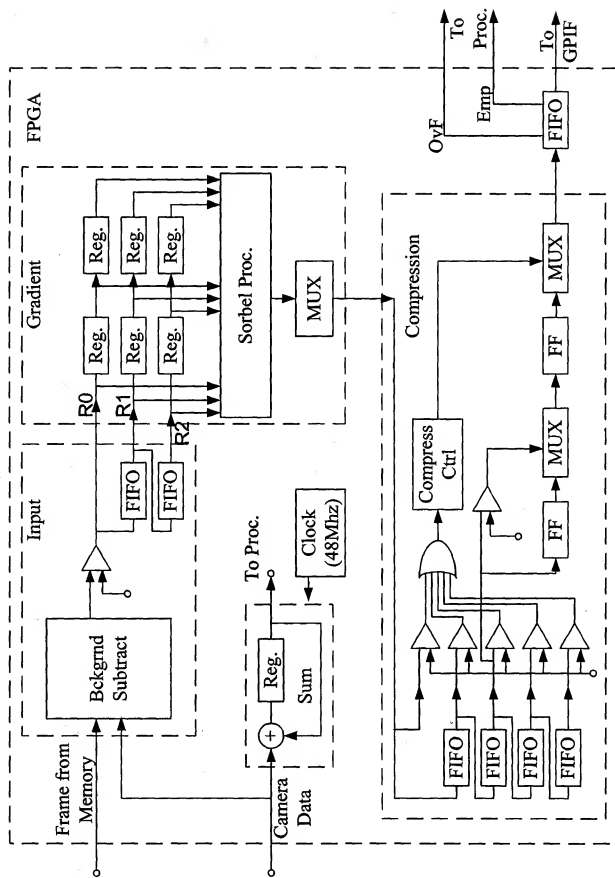 FPGA
Gradient
Input
Compression
Frame from
Memory
Bckgrnd
Subtract
FIFO
FIFO
R0
R1
R2
Reg.
Reg.
Reg.
Reg.
Reg.
Reg.
Sorbel Proc.
MUX
Camera
Data
+
Reg.
Sum
To Proc.
Clock
(48Mhz)
FIFO
FIFO
FIFO
FIFO
Compress
Ctrl
FF
MUX
FF
MUX
FIFO
OvF
Emp
To
Proc.
To
GPIF